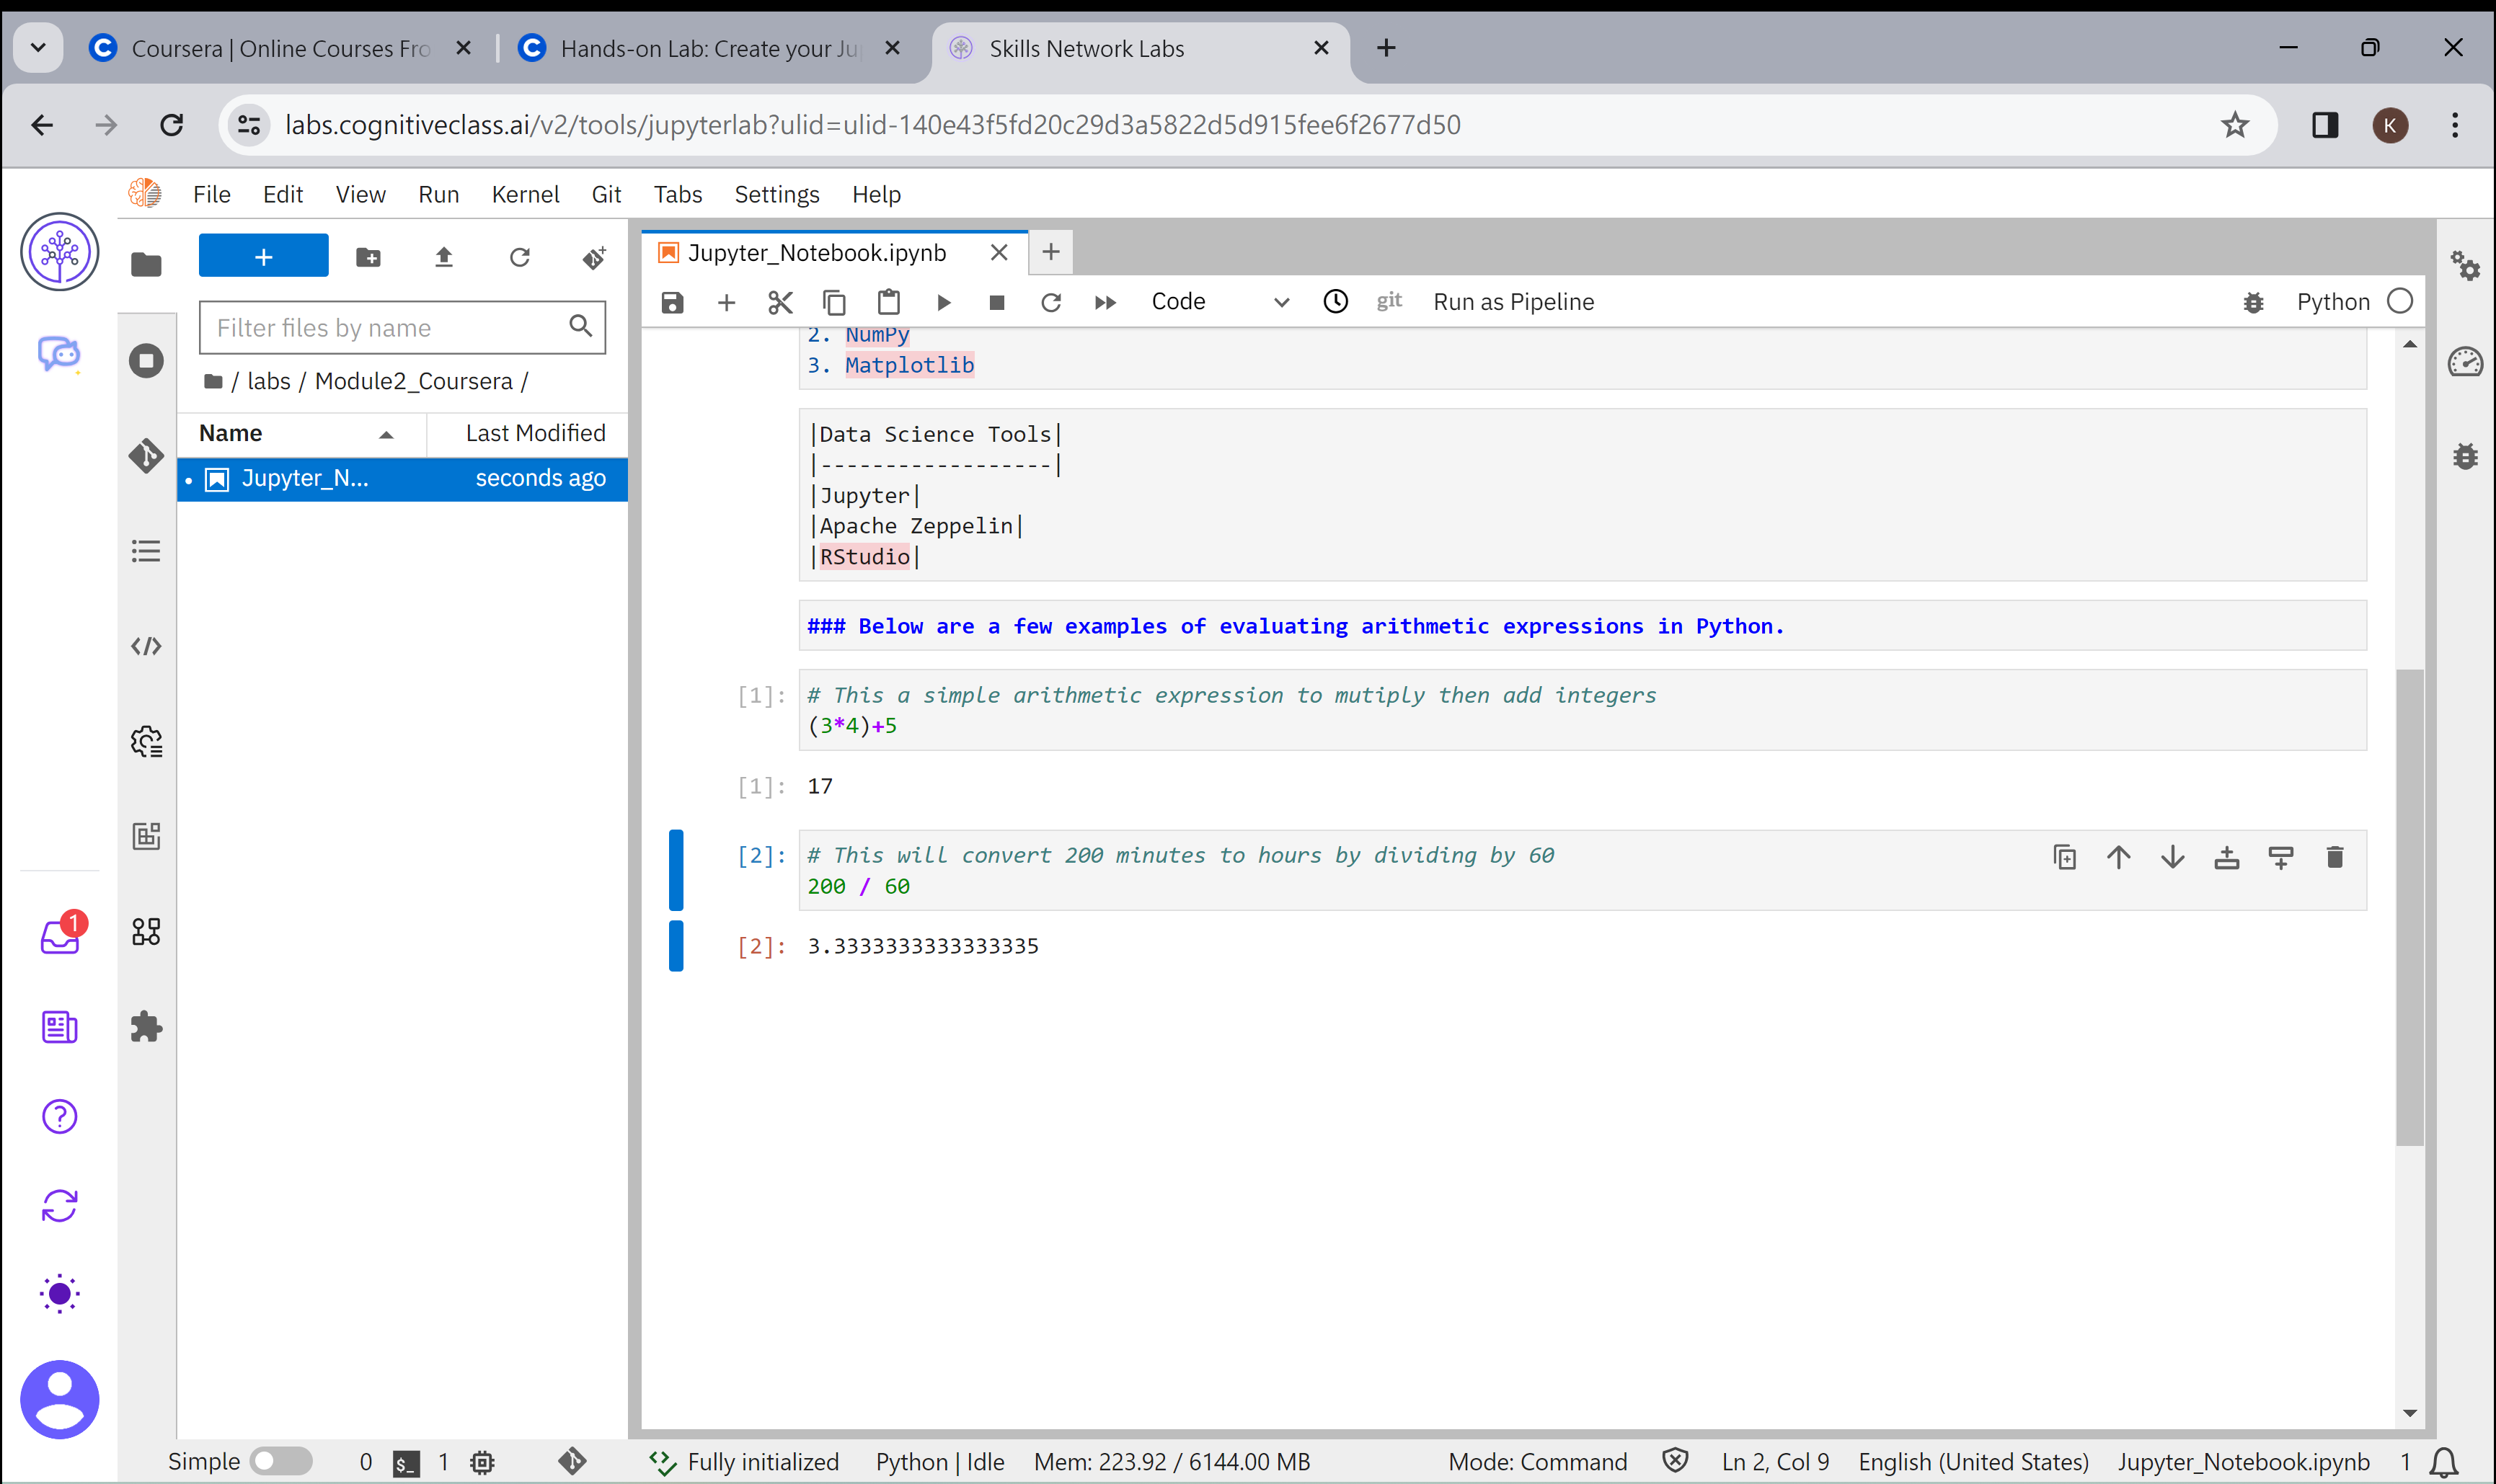 Coursera | Online Courses Fro
Hands-on Lab: Create your Ju
Skills Network Labs
labs.cognitiveclass.ai/v2/tools/jupyterlab?ulid=ulid-140e43f5fd20c29d3a5822d5d915fee6f2677d50
K
File Edit View Run Kernel Git Tabs Settings Help
Jupyter_Notebook.ipynb
Code
git
Run as Pipeline
Python
Filter files by name
/ labs / Module2_Coursera /
Name Last Modified
Jupyter_N... seconds ago
2. NumPy
3. Matplotlib
|Data Science Tools|
|------------------|
|Jupyter|
|Apache Zeppelin|
|RStudio|
### Below are a few examples of evaluating arithmetic expressions in Python.
[1]: # This a simple arithmetic expression to mutiply then add integers
(3*4)+5
[1]: 17
[2]: # This will convert 200 minutes to hours by dividing by 60
200 / 60
[2]: 3.3333333333333335
1
Simple 0 $_ 1 Fully initialized Python | Idle Mem: 223.92 / 6144.00 MB Mode: Command Ln 2, Col 9 English (United States) Jupyter_Notebook.ipynb 1